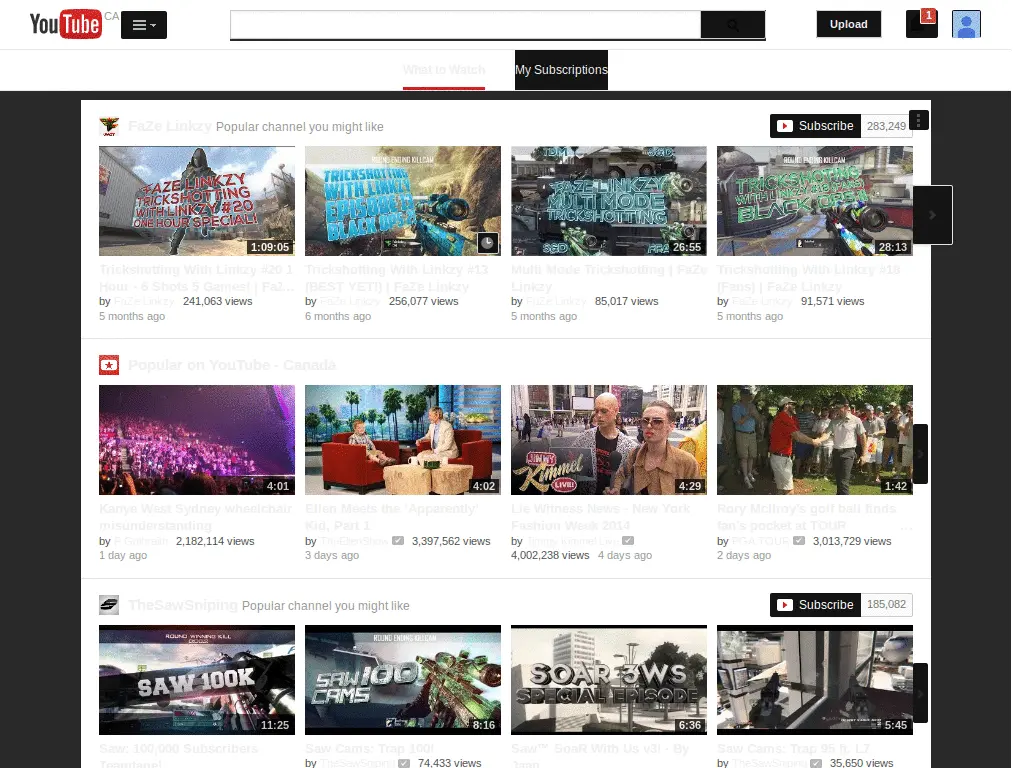 YouTube CA
Upload
1
What to Watch
My Subscriptions
FaZe Linkzy Popular channel you might like
Subscribe 283,249
FAZE LINKZY
TRICKSHOTTING
WITH LINKZY #20
ONE HOUR SPECIAL!
1:09:05
ROUND ENDING KILLCAM
TRICKSHOTTING
WITH LINKZY
EPISODE 13
BLACK OPS 2
FAZE LINKZY
MULTI MODE
TRICKSHOTTING
26:55
ROUND ENDING KILLCAM
TRICKSHOTTING
BLACK OPS
28:13
Trickshotting With Linkzy #20 1
Hour - 6 Shots 5 Games! | FaZ...
by FaZe Linkzy 241,063 views
5 months ago
Trickshotting With Linkzy #13
(BEST YET!) | FaZe Linkzy
by FaZe Linkzy 256,077 views
6 months ago
Multi Mode Trickshotting | FaZe
Linkzy
by FaZe Linkzy 85,017 views
5 months ago
Trickshotting With Linkzy #18
(Fans) | FaZe Linkzy
by FaZe Linkzy 91,571 views
5 months ago
Popular on YouTube - Canada
4:01
4:02
JIMMY
Kimmel
LIVE!
4:29
1:42
Kanye West Sydney wheelchair
misunderstanding
by 2,182,114 views
1 day ago
Ellen Meets the 'Apparently'
Kid, Part 1
by TheEllenShow 3,397,562 views
3 days ago
Lie Witness News - New York
Fashion Week 2014
by Jimmy Kimmel Live
4,002,238 views 4 days ago
Rory McIlroy's golf ball finds
fan's pocket at TOUR ...
by PGA TOUR 3,013,729 views
2 days ago
TheSawSniping Popular channel you might like
Subscribe 185,082
ROUND WINNING KILL
SAW 100K
11:25
ROUND ENDING KILLCAM
SAW 100
CAMS
8:16
SOAR 3WS
SPECIAL EPISODE
6:36
5:45
Saw: 100,000 Subscribers
Teamtage!
Saw Cams: Trap 100!
by TheSawSniping 74,433 views
Saw™ SoaR With Us v3! - By
Saw Cams: Trap 95 ft. L7
by TheSawSniping 35,650 views